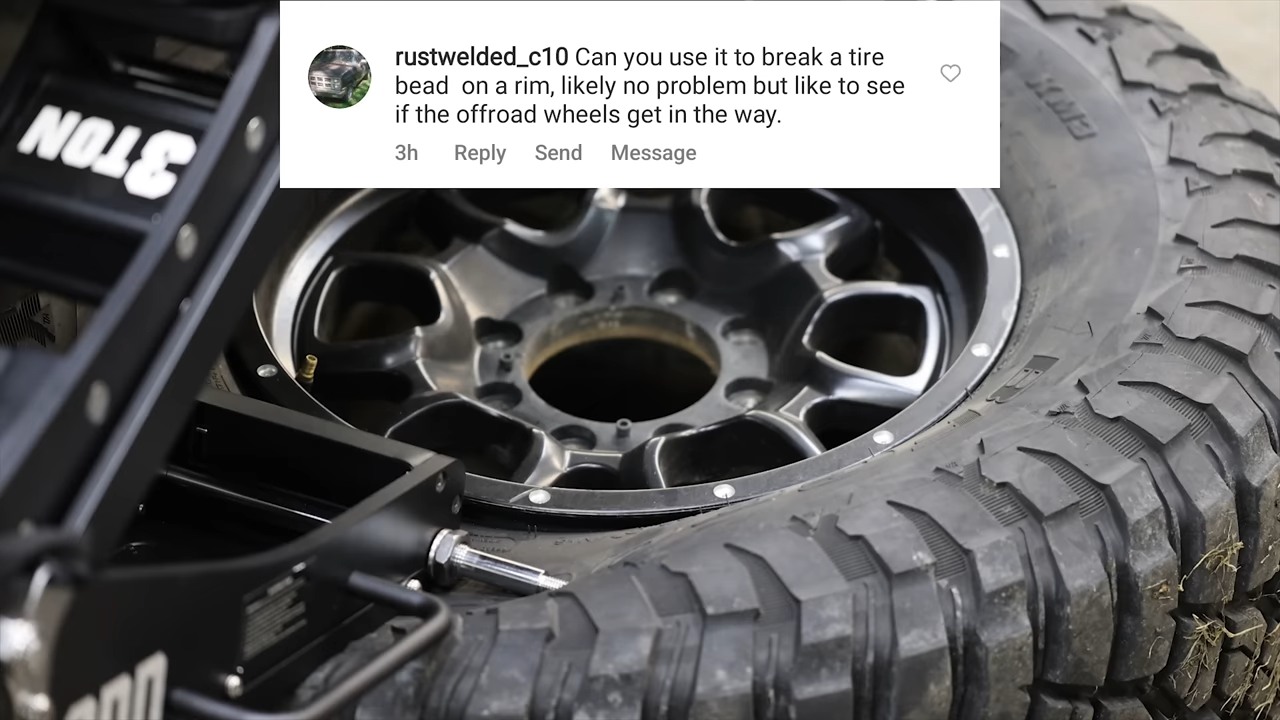 rustwelded_c10 Can you use it to break a tire
bead on a rim, likely no problem but like to see
if the offroad wheels get in the way.
3h Reply Send Message
3TON
KM3